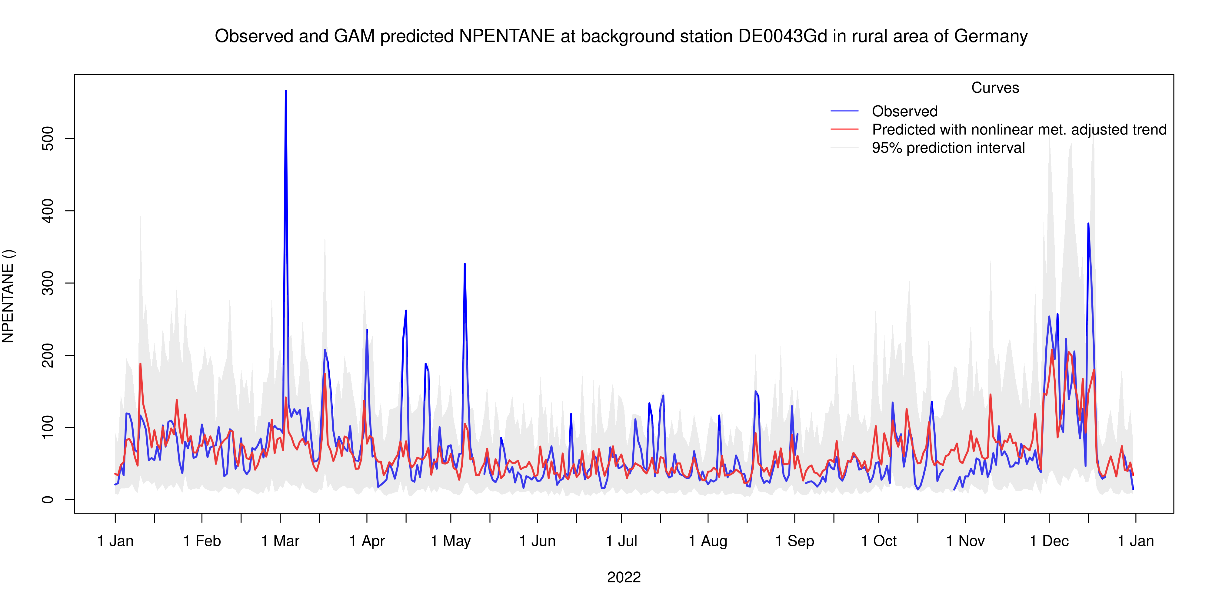 Observed and GAM predicted NPENTANE at background station DE0043Gd in rural area of Germany
Curves
Observed
Predicted with nonlinear met. adjusted trend
95% prediction interval
NPENTANE ()
500
400
300
200
100
0
1 Jan 1 Feb 1 Mar 1 Apr 1 May 1 Jun 1 Jul 1 Aug 1 Sep 1 Oct 1 Nov 1 Dec 1 Jan
2022